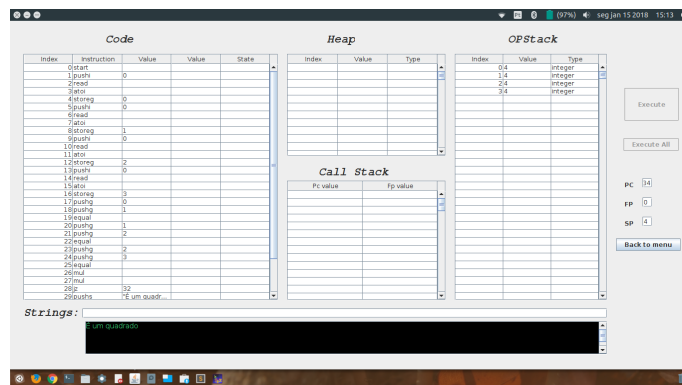 (97%) seg jan 15 2018 15:13
Code
Index Instruction Value Value State
0 start
1 pushi 0
2 read
3 atoi
4 storeg 0
5 pushi 0
6 read
7 atoi
8 storeg 1
9 pushi 0
10 read
11 atoi
12 storeg 2
13 pushi 0
14 read
15 atoi
16 storeg 3
17 pushg 0
18 pushg 1
19 equal
20 pushg 1
21 pushg 2
22 equal
23 pushg 2
24 pushg 3
25 equal
26 mul
27 mul
28 jz 32
29 pushs "É um quadr...
Heap
Index Value Type
Call Stack
Pc value Fp value
OPStack
Index Value Type
0 4 integer
1 4 integer
2 4 integer
3 4 integer
Execute
Execute All
PC 34
FP 0
SP 4
Back to menu
Strings:
É um quadrado